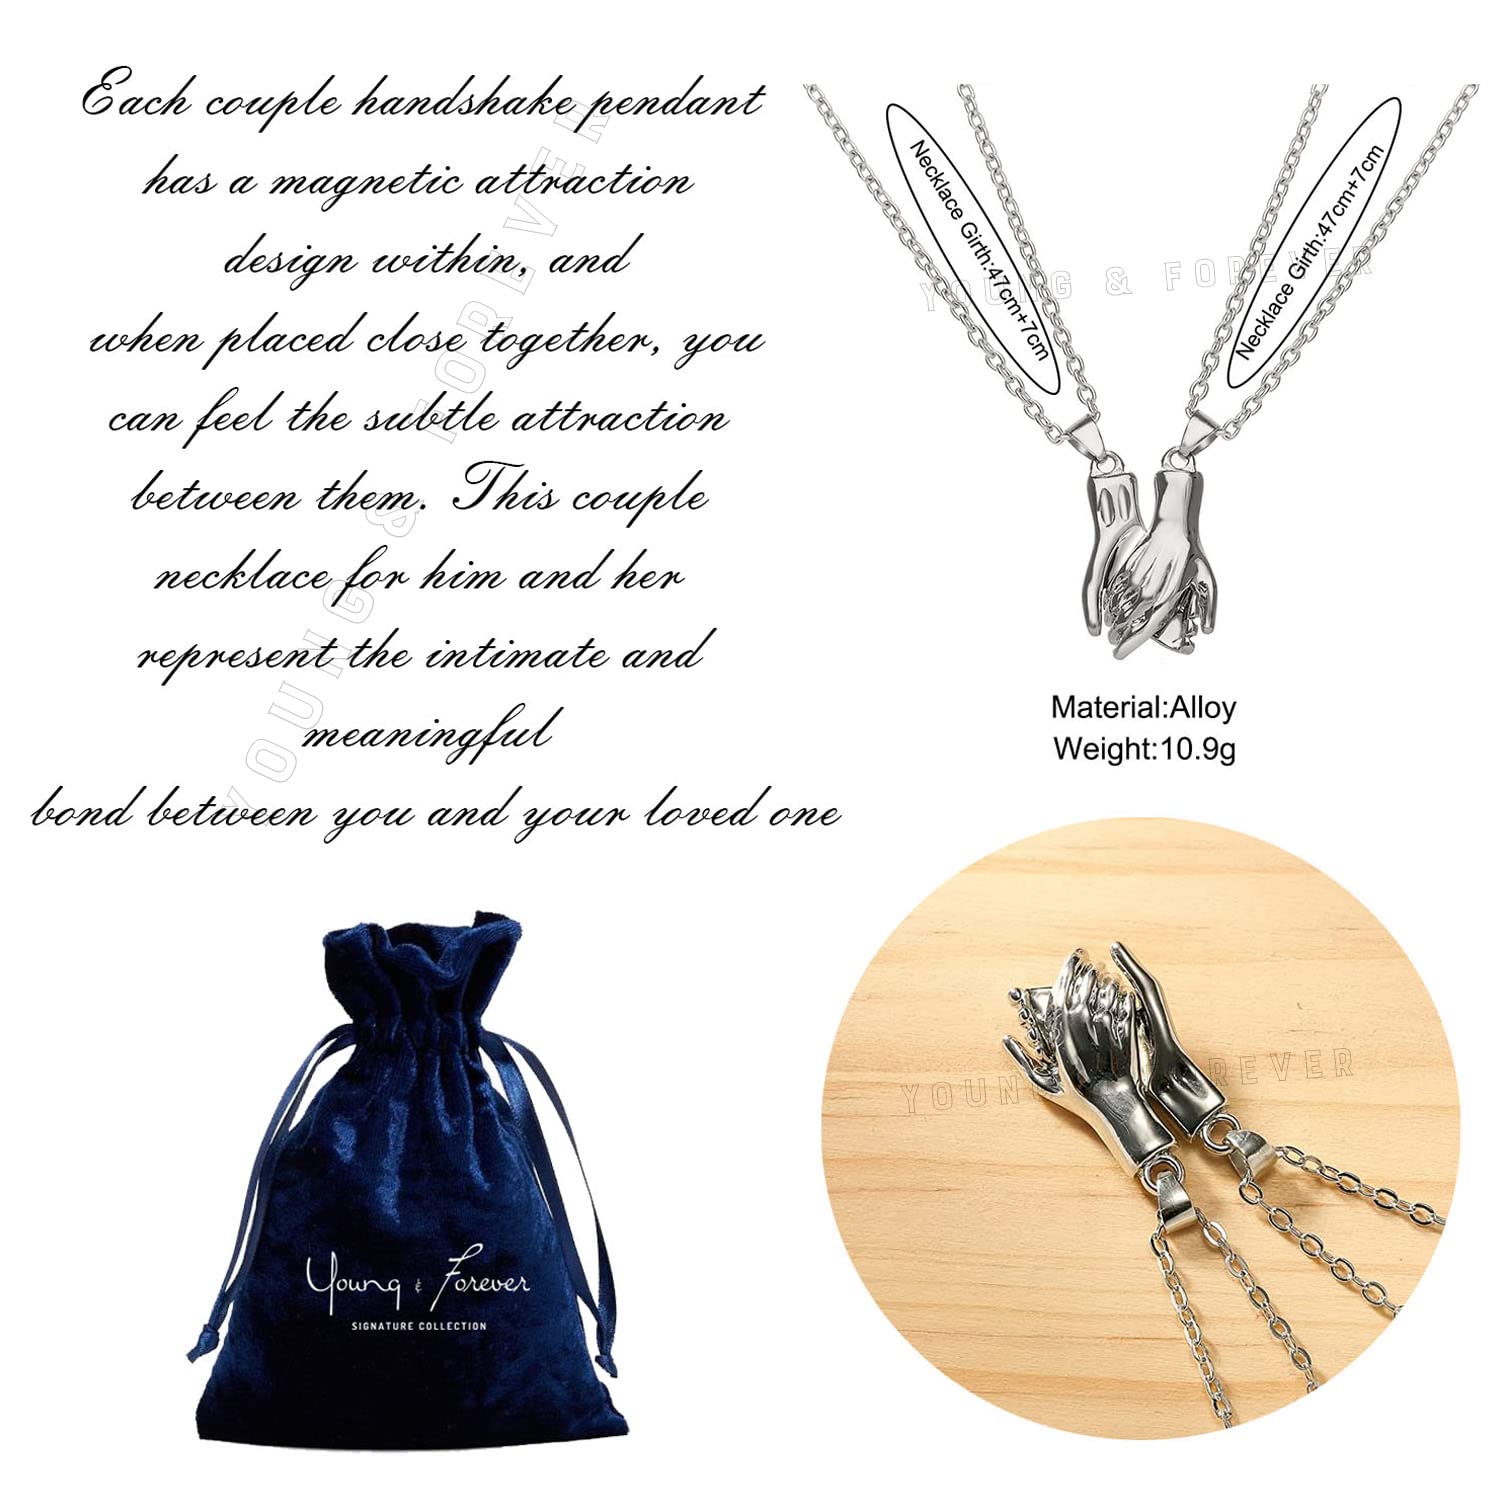 Each couple handshake pendant
has a magnetic attraction
design within, and
when placed close together, you
can feel the subtle attraction
between them. This couple
necklace for him and her
represent the intimate and
meaningful
bond between you and your loved one
YOUNG & FOREVER
Necklace Girth:47cm+7cm
Necklace Girth:47cm+7cm
YOUNG & FOREVER
Material:Alloy
Weight:10.9g
Young & Forever
SIGNATURE COLLECTION
YOUNG FOREVER